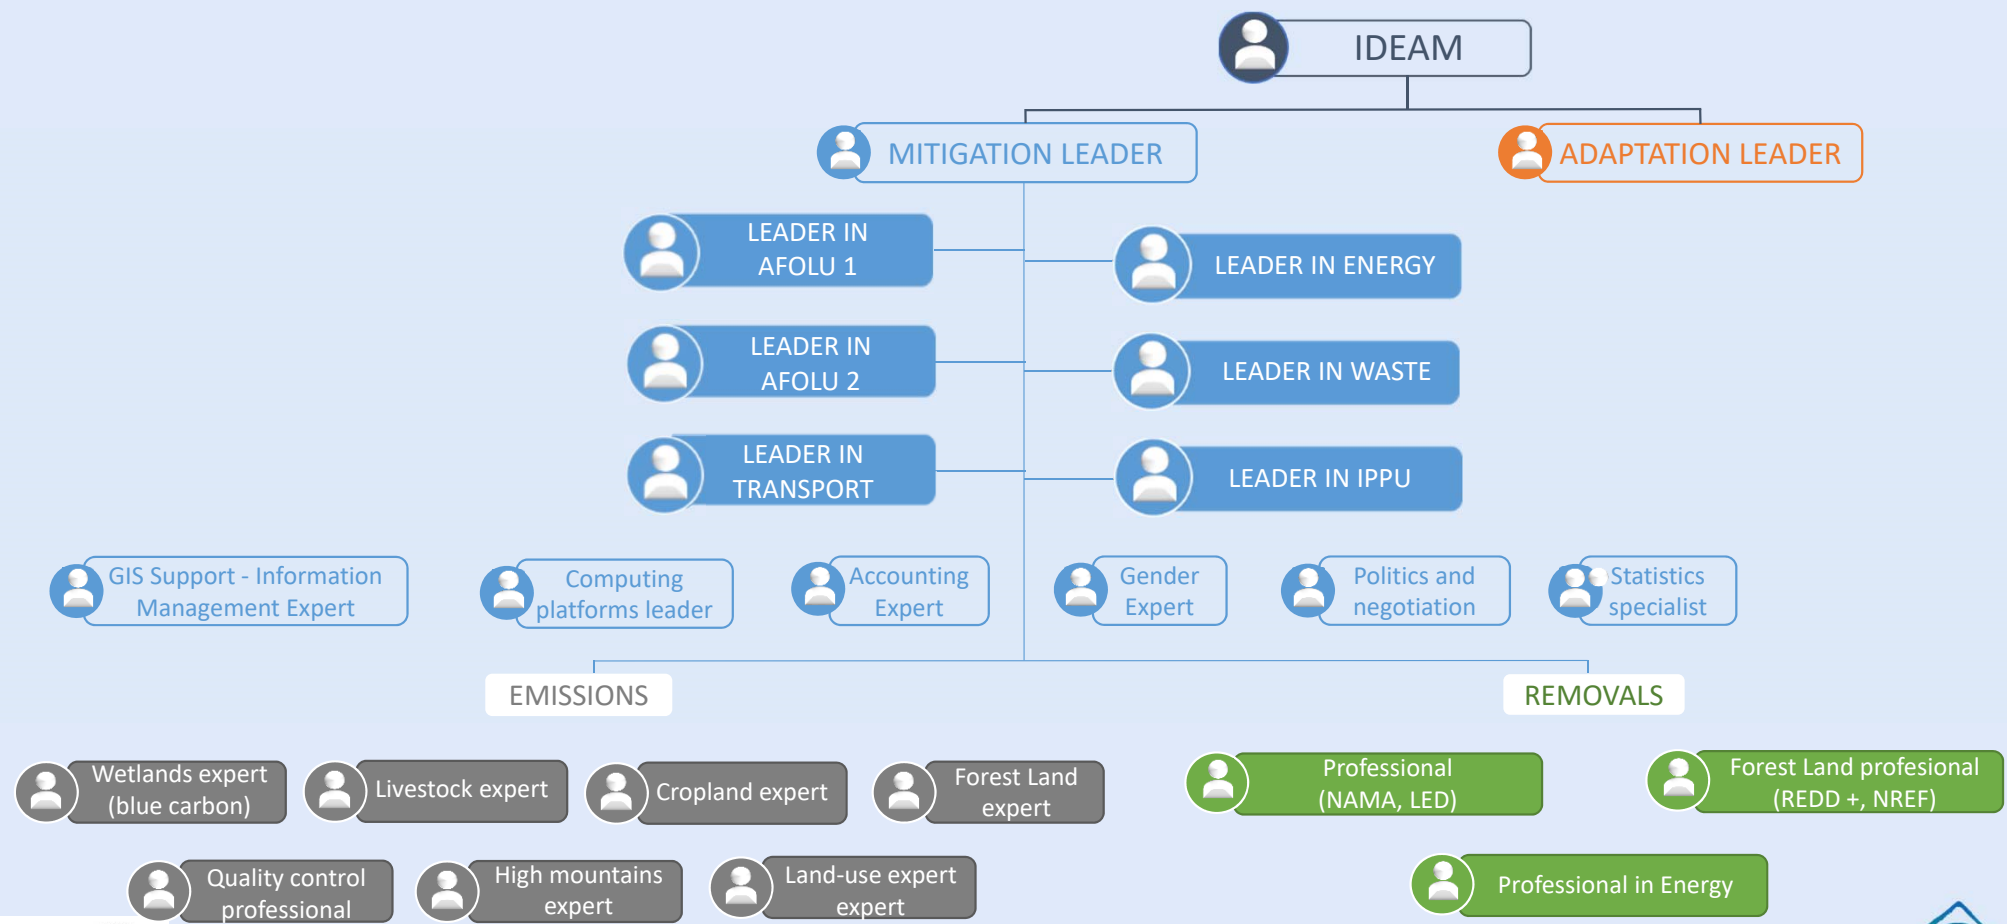 IDEAM
MITIGATION LEADER
ADAPTATION LEADER
LEADER IN
AFOLU 1
LEADER IN ENERGY
LEADER IN
AFOLU 2
LEADER IN WASTE
LEADER IN
TRANSPORT
LEADER IN IPPU
GIS Support - Information
Management Expert
Computing
platforms leader
Accounting
Expert
Gender
Expert
Politics and
negotiation
Statistics
specialist
EMISSIONS
REMOVALS
Wetlands expert
(blue carbon)
Livestock expert
Cropland expert
Forest Land
expert
Professional
(NAMA, LED)
Forest Land profesional
(REDD +, NREF)
Quality control
professional
High mountains
expert
Land-use expert
expert
Professional in Energy